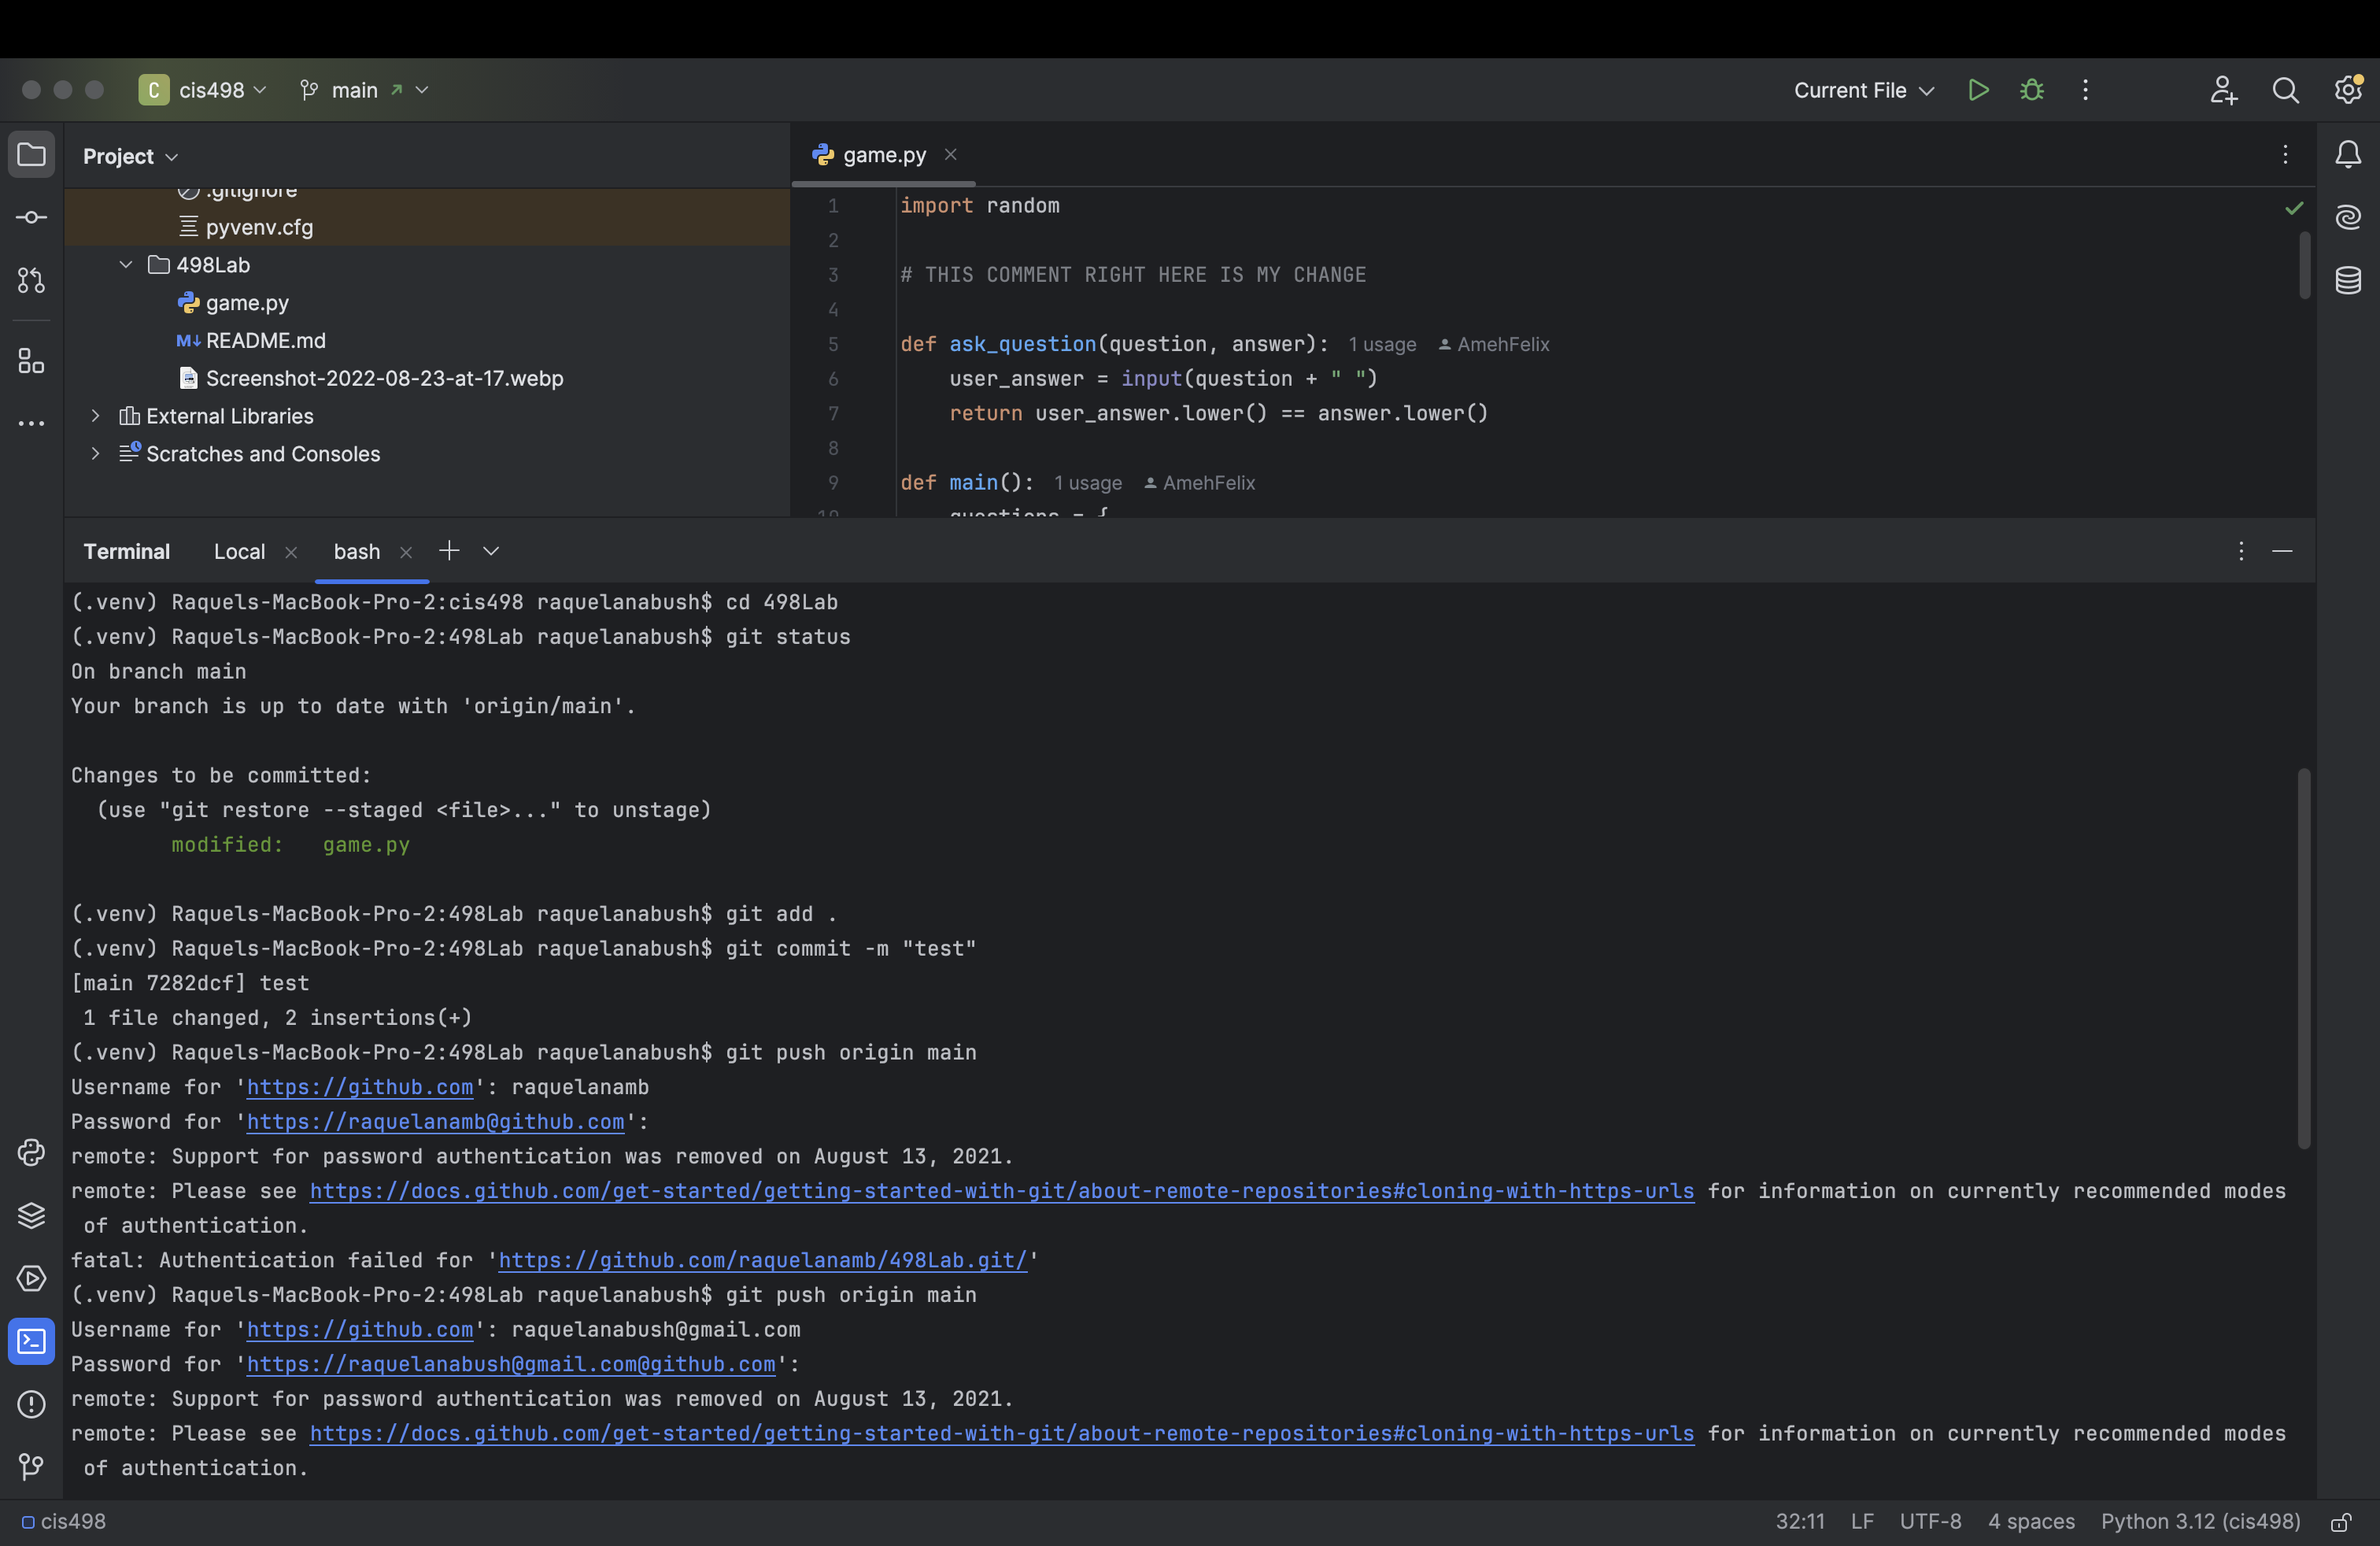 C cis498 main Current File
Project
.gitignore
pyvenv.cfg
498Lab
game.py
README.md
Screenshot-2022-08-23-at-17.webp
External Libraries
Scratches and Consoles
game.py
1 import random
2
3 # THIS COMMENT RIGHT HERE IS MY CHANGE
4
5 def ask_question(question, answer): 1 usage AmehFelix
6     user_answer = input(question + " ")
7     return user_answer.lower() == answer.lower()
8
9 def main(): 1 usage AmehFelix
10     questions = {
Terminal Local bash
(.venv) Raquels-MacBook-Pro-2:cis498 raquelanabush$ cd 498Lab
(.venv) Raquels-MacBook-Pro-2:498Lab raquelanabush$ git status
On branch main
Your branch is up to date with 'origin/main'.
Changes to be committed:
  (use "git restore --staged <file>..." to unstage)
        modified:   game.py
(.venv) Raquels-MacBook-Pro-2:498Lab raquelanabush$ git add .
(.venv) Raquels-MacBook-Pro-2:498Lab raquelanabush$ git commit -m "test"
[main 7282dcf] test
 1 file changed, 2 insertions(+)
(.venv) Raquels-MacBook-Pro-2:498Lab raquelanabush$ git push origin main
Username for 'https://github.com': raquelanamb
Password for 'https://raquelanamb@github.com':
remote: Support for password authentication was removed on August 13, 2021.
remote: Please see https://docs.github.com/get-started/getting-started-with-git/about-remote-repositories#cloning-with-https-urls for information on currently recommended modes
 of authentication.
fatal: Authentication failed for 'https://github.com/raquelanamb/498Lab.git/'
(.venv) Raquels-MacBook-Pro-2:498Lab raquelanabush$ git push origin main
Username for 'https://github.com': raquelanabush@gmail.com
Password for 'https://raquelanabush@gmail.com@github.com':
remote: Support for password authentication was removed on August 13, 2021.
remote: Please see https://docs.github.com/get-started/getting-started-with-git/about-remote-repositories#cloning-with-https-urls for information on currently recommended modes
 of authentication.
cis498 32:11 LF UTF-8 4 spaces Python 3.12 (cis498)